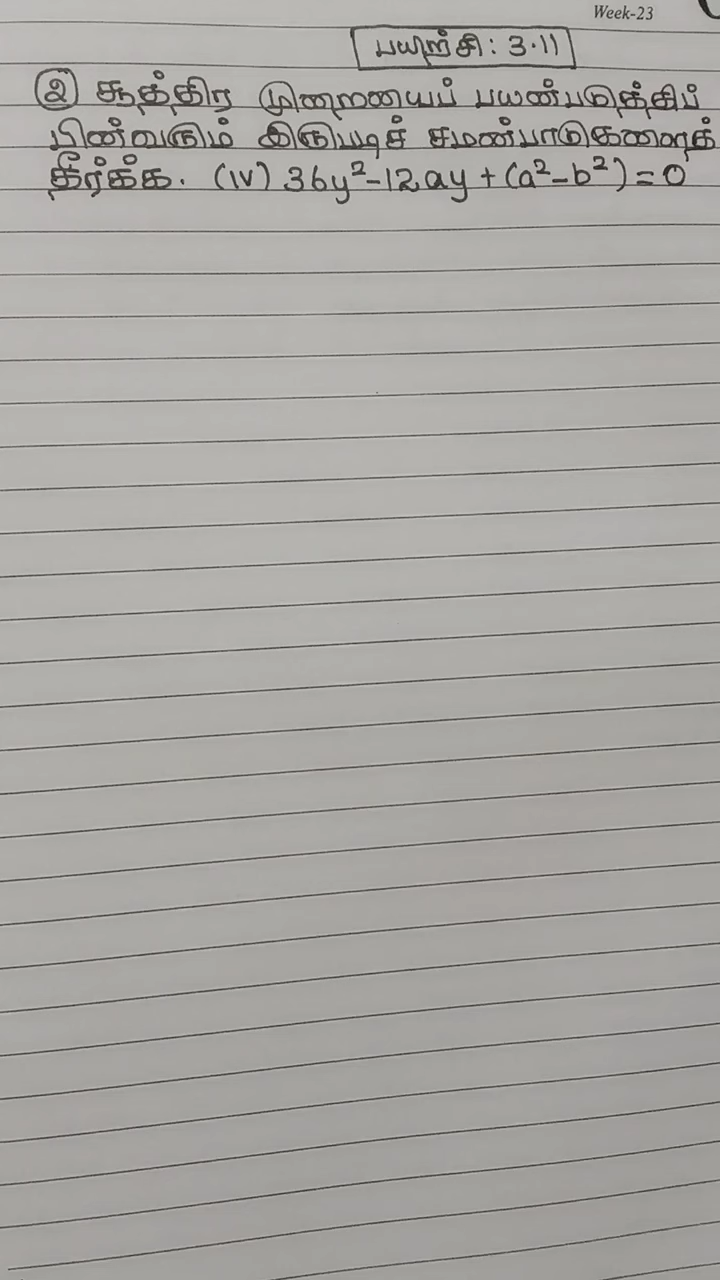 Week-23
பயிற்சி: 3.11
② சூத்திர முறையைப் பயன்படுத்திப்
பின்வரும் இருபடிச் சமன்பாடுகளைத்
தீர்க்க. (iv) 36y²-12ay + (a²-b²) = 0